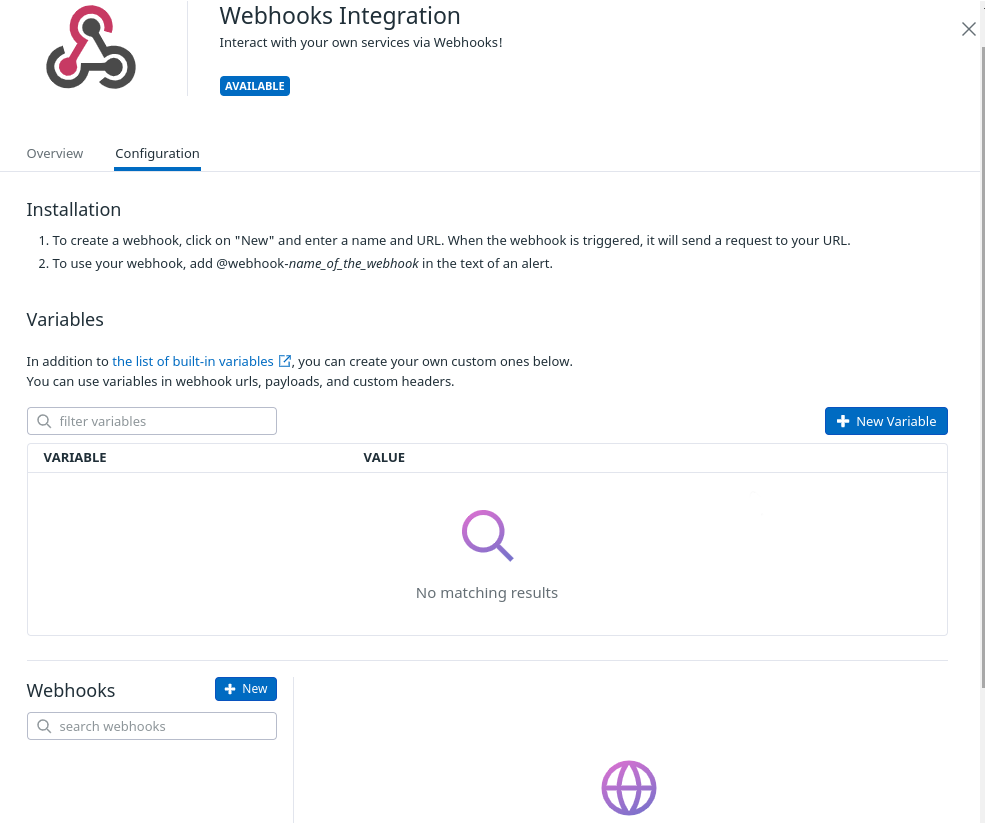 Webhooks Integration
Interact with your own services via Webhooks!
AVAILABLE
Overview
Configuration
Installation
1. To create a webhook, click on "New" and enter a name and URL. When the webhook is triggered, it will send a request to your URL.
2. To use your webhook, add @webhook-name_of_the_webhook in the text of an alert.
Variables
In addition to the list of built-in variables, you can create your own custom ones below.
You can use variables in webhook urls, payloads, and custom headers.
filter variables
New Variable
VARIABLE
VALUE
No matching results
Webhooks
New
search webhooks